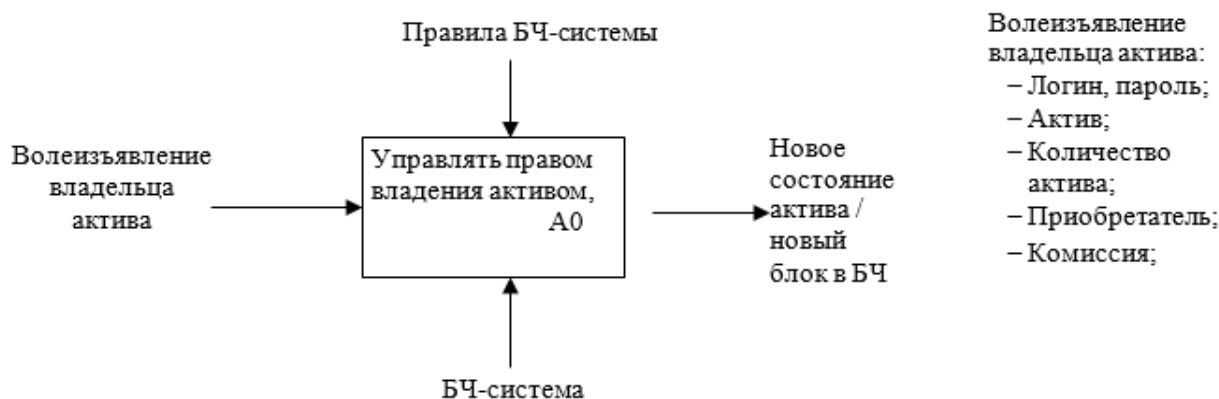 Правила БЧ-системы
Волеизъявление
владельца
актива
Управлять правом
владения активом,
А0
Новое
состояние
актива /
новый
блок в БЧ
БЧ-система
Волеизъявление
владельца актива:
– Логин, пароль;
– Актив;
– Количество
актива;
– Приобретатель;
– Комиссия;